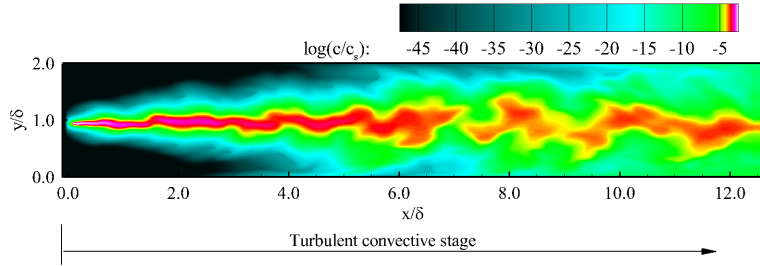 log(c/cₛ): -45 -40 -35 -30 -25 -20 -15 -10 -5
2.0
1.0
0.0
y/δ
0.0 2.0 4.0 6.0 8.0 10.0 12.0
x/δ
Turbulent convective stage